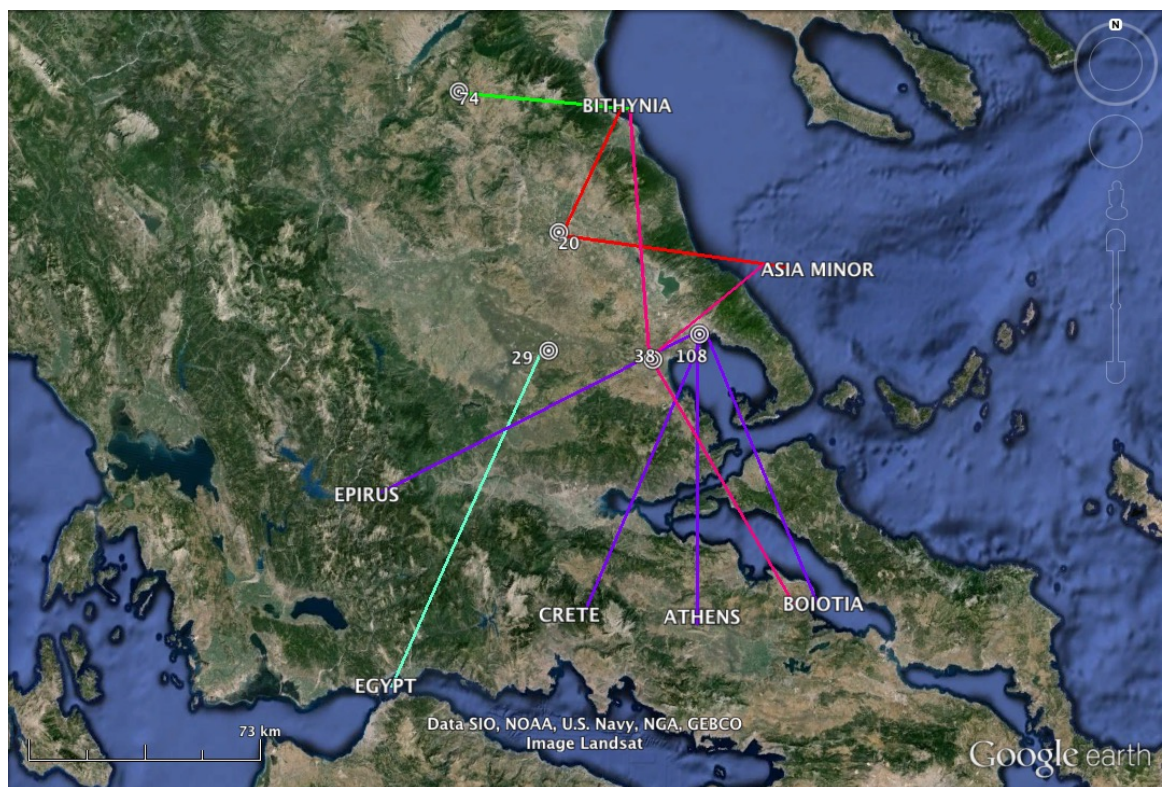 N
74
BITHYNIA
20
ASIA MINOR
29
38
108
EPIRUS
CRETE
ATHENS
BOIOTIA
EGYPT
73 km
Data SIO, NOAA, U.S. Navy, NGA, GEBCO
Image Landsat
Google earth